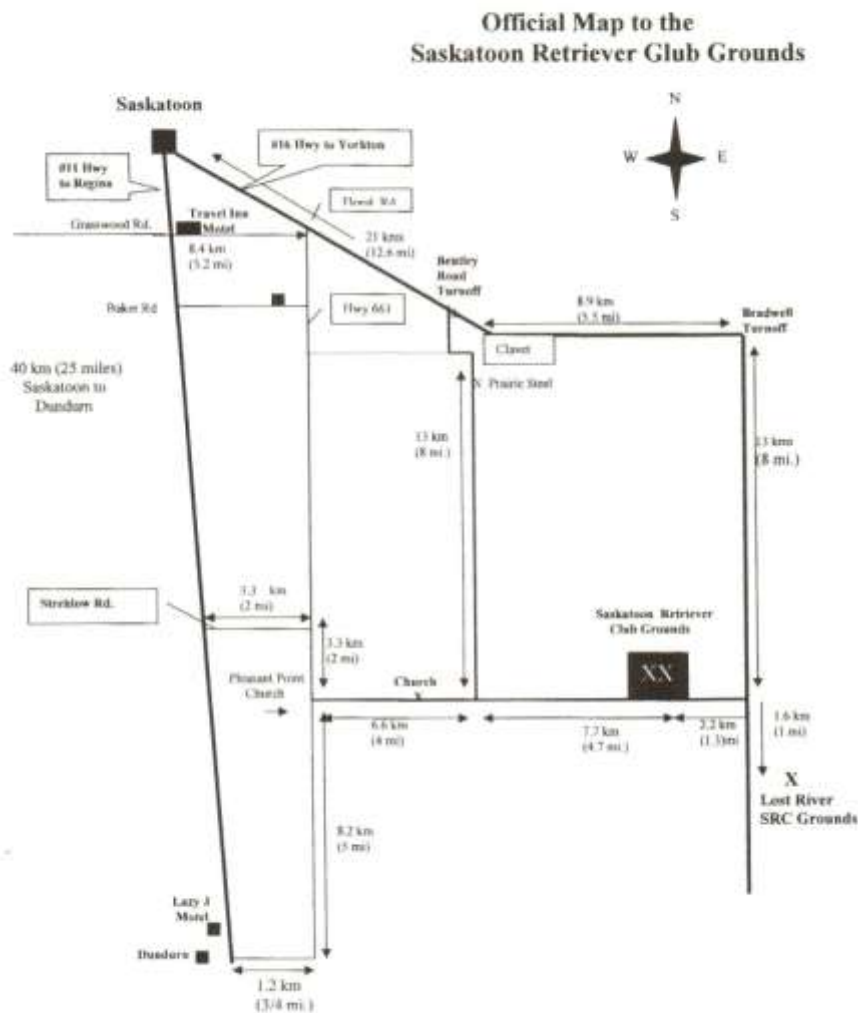 Official Map to the
Saskatoon Retriever Glub Grounds
Saskatoon
N
W
E
S
#16 Hwy to Yorkton
#11 Hwy
to Regina
Travel Inn
Motel
Grasswood Rd.
8.4 km
(5.2 mi)
Floral Rd
21 kms
(12.6 mi)
Bentley
Road
Turnoff
8.9 km
(5.5 mi)
Bradwell
Turnoff
Baker Rd
Hwy 663
Clavet
40 km (25 miles)
Saskatoon to
Dundurn
X Prairie Steel
13 km
(8 mi.)
13 kms
(8 mi.)
3.3 km
(2 mi)
Strehlow Rd.
Saskatoon Retriever
Club Grounds
XX
3.3 km
(2 mi)
Pleasant Point
Church
Church
X
6.6 km
(4 mi)
7.7 km
(4.7 mi.)
2.2 km
(1.3)mi
1.6 km
(1 mi)
X
Lost River
SRC Grounds
8.2 km
(5 mi)
Lazy J
Motel
Dundurn
1.2 km
(3/4 mi.)